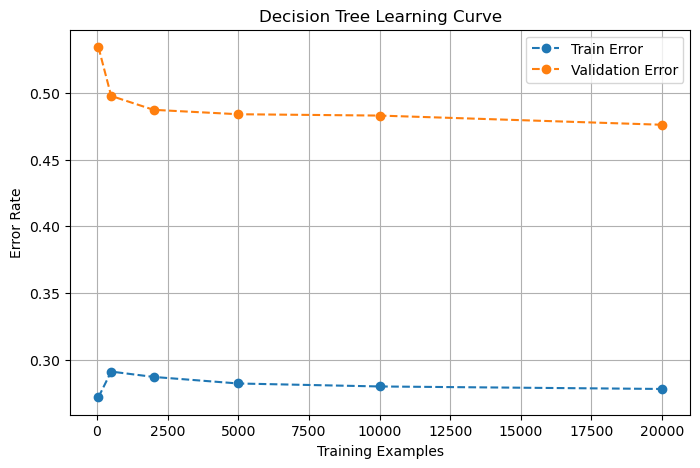 Decision Tree Learning Curve
Train Error
Validation Error
Error Rate
0.50
0.45
0.40
0.35
0.30
0
2500
5000
7500
10000
12500
15000
17500
20000
Training Examples